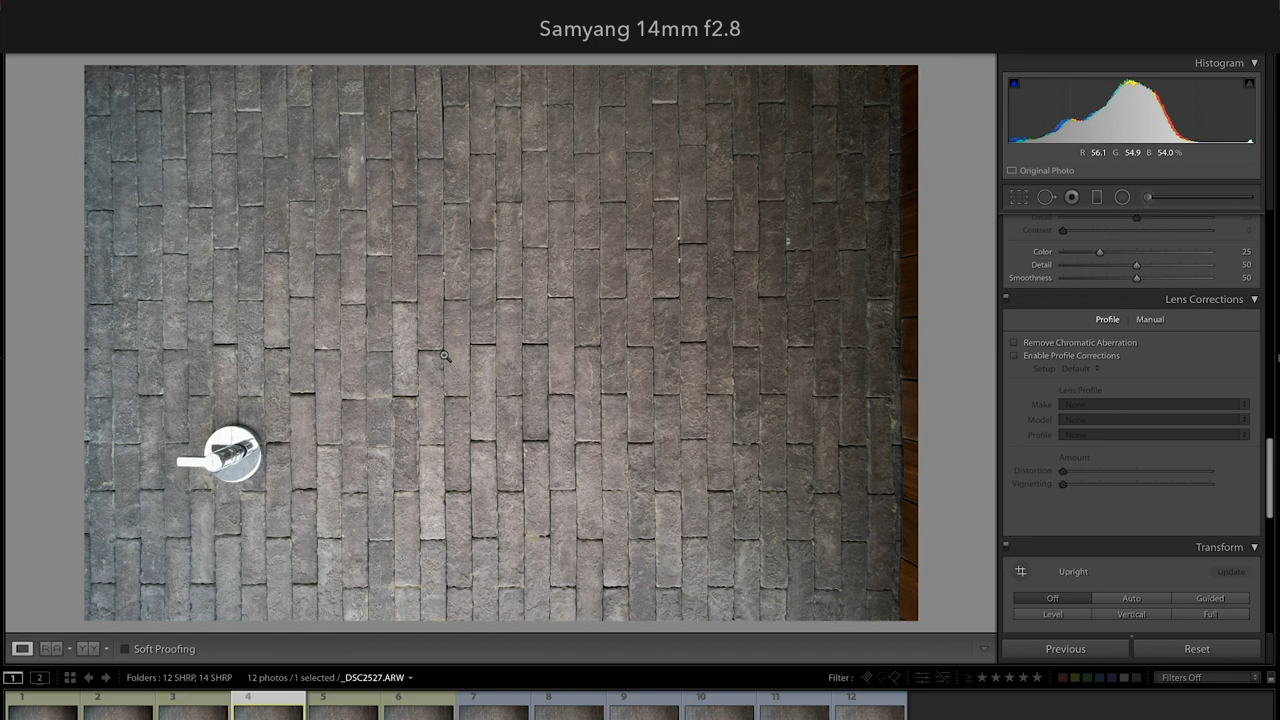 Samyang 14mm f2.8
Histogram
R 56.1 G 54.9 B 54.0 %
Original Photo
Detail
Contrast 0
Color 25
Detail 50
Smoothness 50
Lens Corrections
Profile Manual
Remove Chromatic Aberration
Enable Profile Corrections
Setup Default
Lens Profile
Make None
Model None
Profile None
Amount
Distortion
Vignetting
Transform
Upright Update
Off Auto Guided
Level Vertical Full
Soft Proofing
Previous Reset
1 2 Folders : 12 SHRP, 14 SHRP 12 photos / 1 selected / _DSC2527.ARW Filter : Filters Off
1 2 3 4 5 6 7 8 9 10 11 12